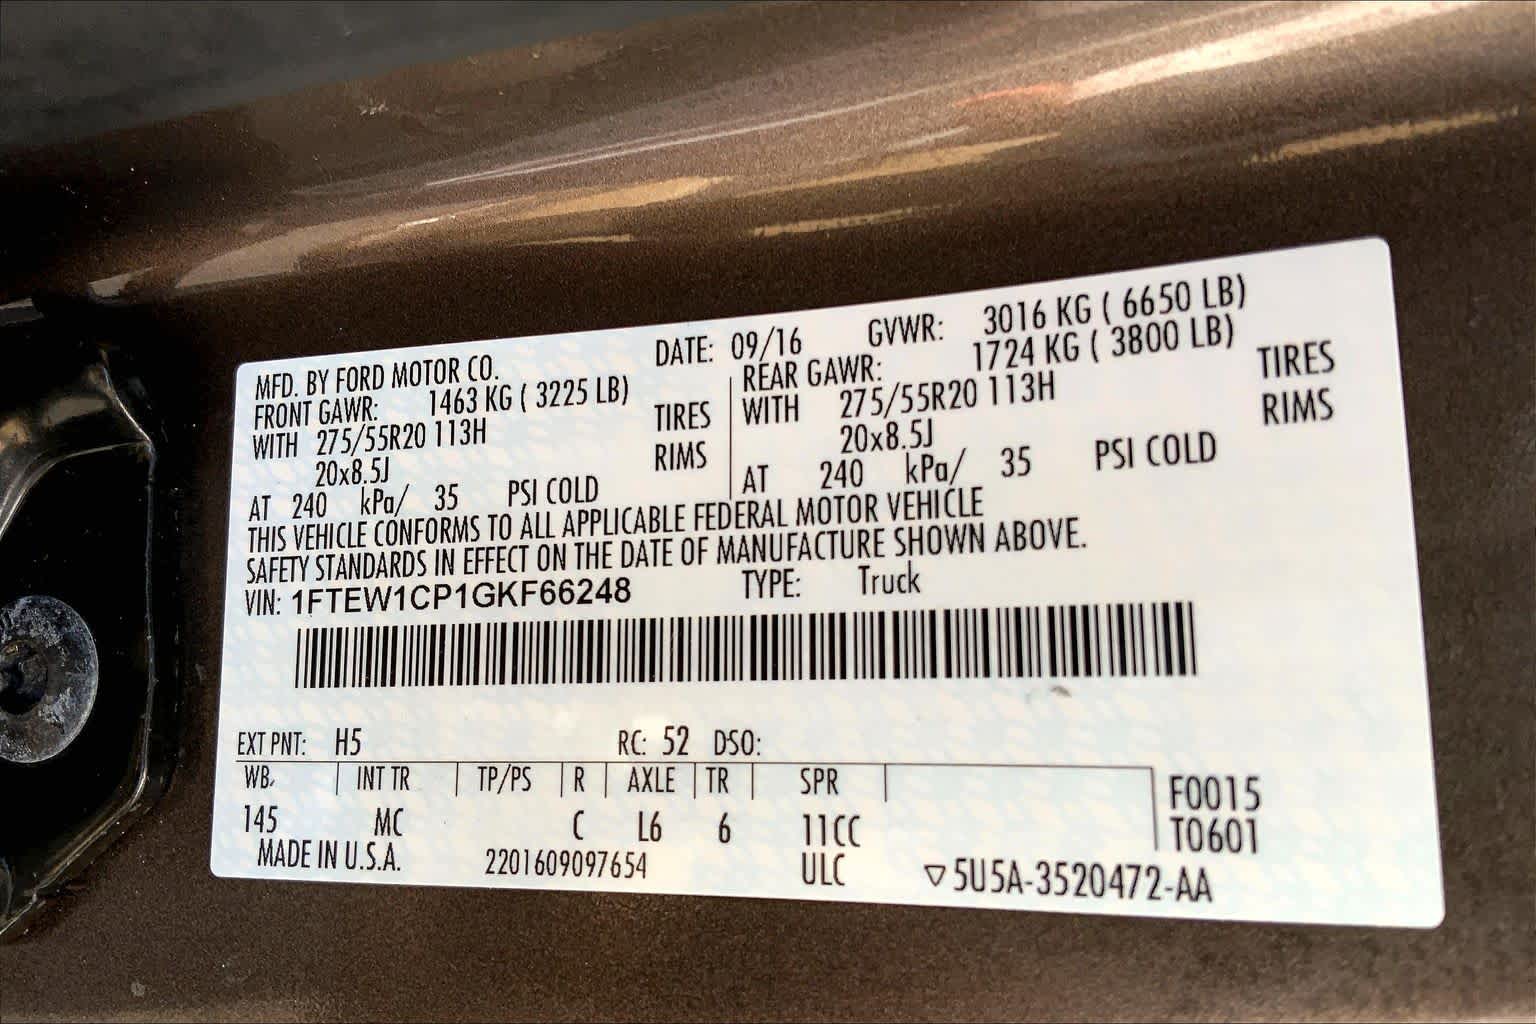 MFD. BY FORD MOTOR CO. DATE: 09/16 GVWR: 3016 KG ( 6650 LB)
FRONT GAWR: 1463 KG ( 3225 LB) REAR GAWR: 1724 KG ( 3800 LB)
WITH 275/55R20 113H TIRES WITH 275/55R20 113H TIRES
20x8.5J RIMS 20x8.5J RIMS
AT 240 kPa/ 35 PSI COLD AT 240 kPa/ 35 PSI COLD
THIS VEHICLE CONFORMS TO ALL APPLICABLE FEDERAL MOTOR VEHICLE
SAFETY STANDARDS IN EFFECT ON THE DATE OF MANUFACTURE SHOWN ABOVE.
VIN: 1FTEW1CP1GKF66248 TYPE: Truck
EXT PNT: H5 RC: 52 DSO:
WB INT TR TP/PS R AXLE TR SPR F0015
145 MC C L6 6 11CC T0601
MADE IN U.S.A. 2201609097654 ULC ▽5U5A-3520472-AA